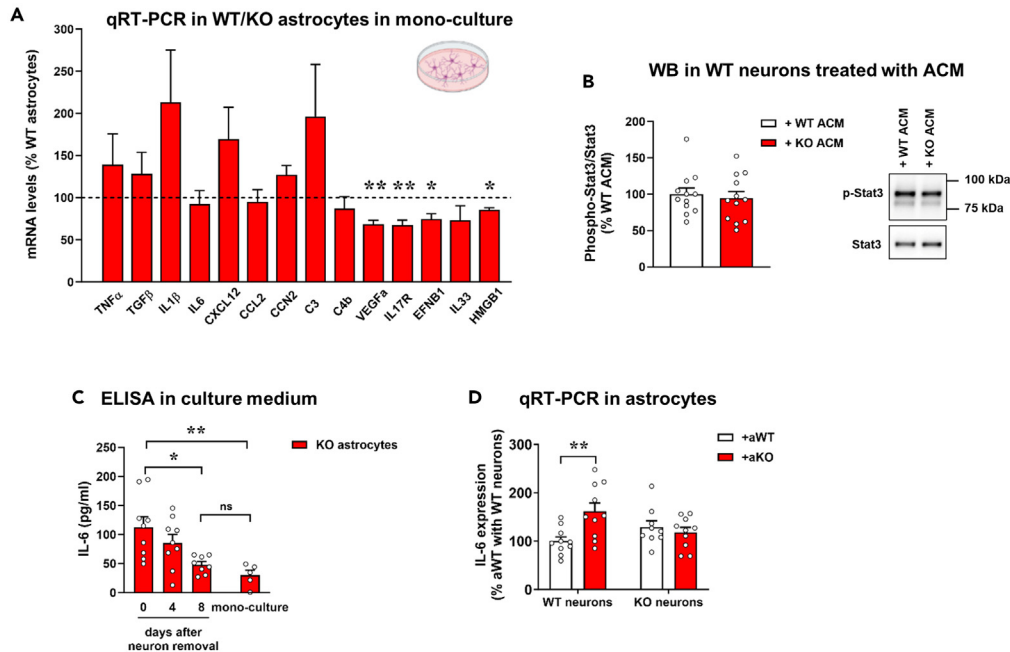 A
qRT-PCR in WT/KO astrocytes in mono-culture
mRNA levels (% WT astrocytes)
300
250
200
150
100
50
0
** ** * *
TNFα TGFβ IL1β IL6 CXCL12 CCL2 CCN2 C3 C4b VEGFa IL17R EFNB1 IL33 HMGB1
B
WB in WT neurons treated with ACM
Phospho-Stat3/Stat3
(% WT ACM)
200
150
100
50
0
+ WT ACM
+ KO ACM
+ WT ACM
+ KO ACM
p-Stat3
100 kDa
75 kDa
Stat3
C
ELISA in culture medium
IL-6 (pg/ml)
250
200
150
100
50
0
KO astrocytes
**
*
ns
0 4 8 mono-culture
days after
neuron removal
D
qRT-PCR in astrocytes
IL-6 expression
(% aWT with WT neurons)
300
200
100
0
+aWT
+aKO
**
WT neurons KO neurons